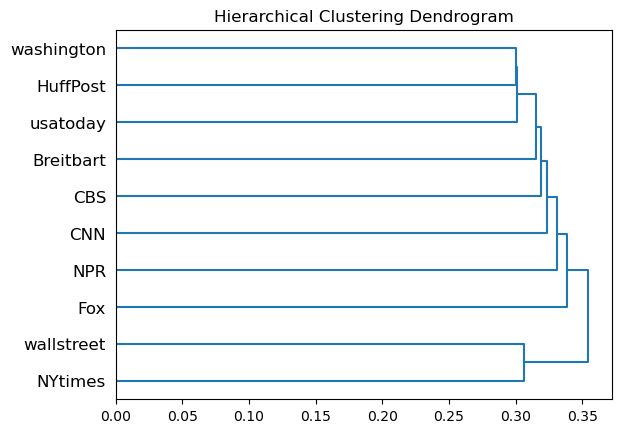 Hierarchical Clustering Dendrogram
washington
HuffPost
usatoday
Breitbart
CBS
CNN
NPR
Fox
wallstreet
NYtimes
0.00 0.05 0.10 0.15 0.20 0.25 0.30 0.35